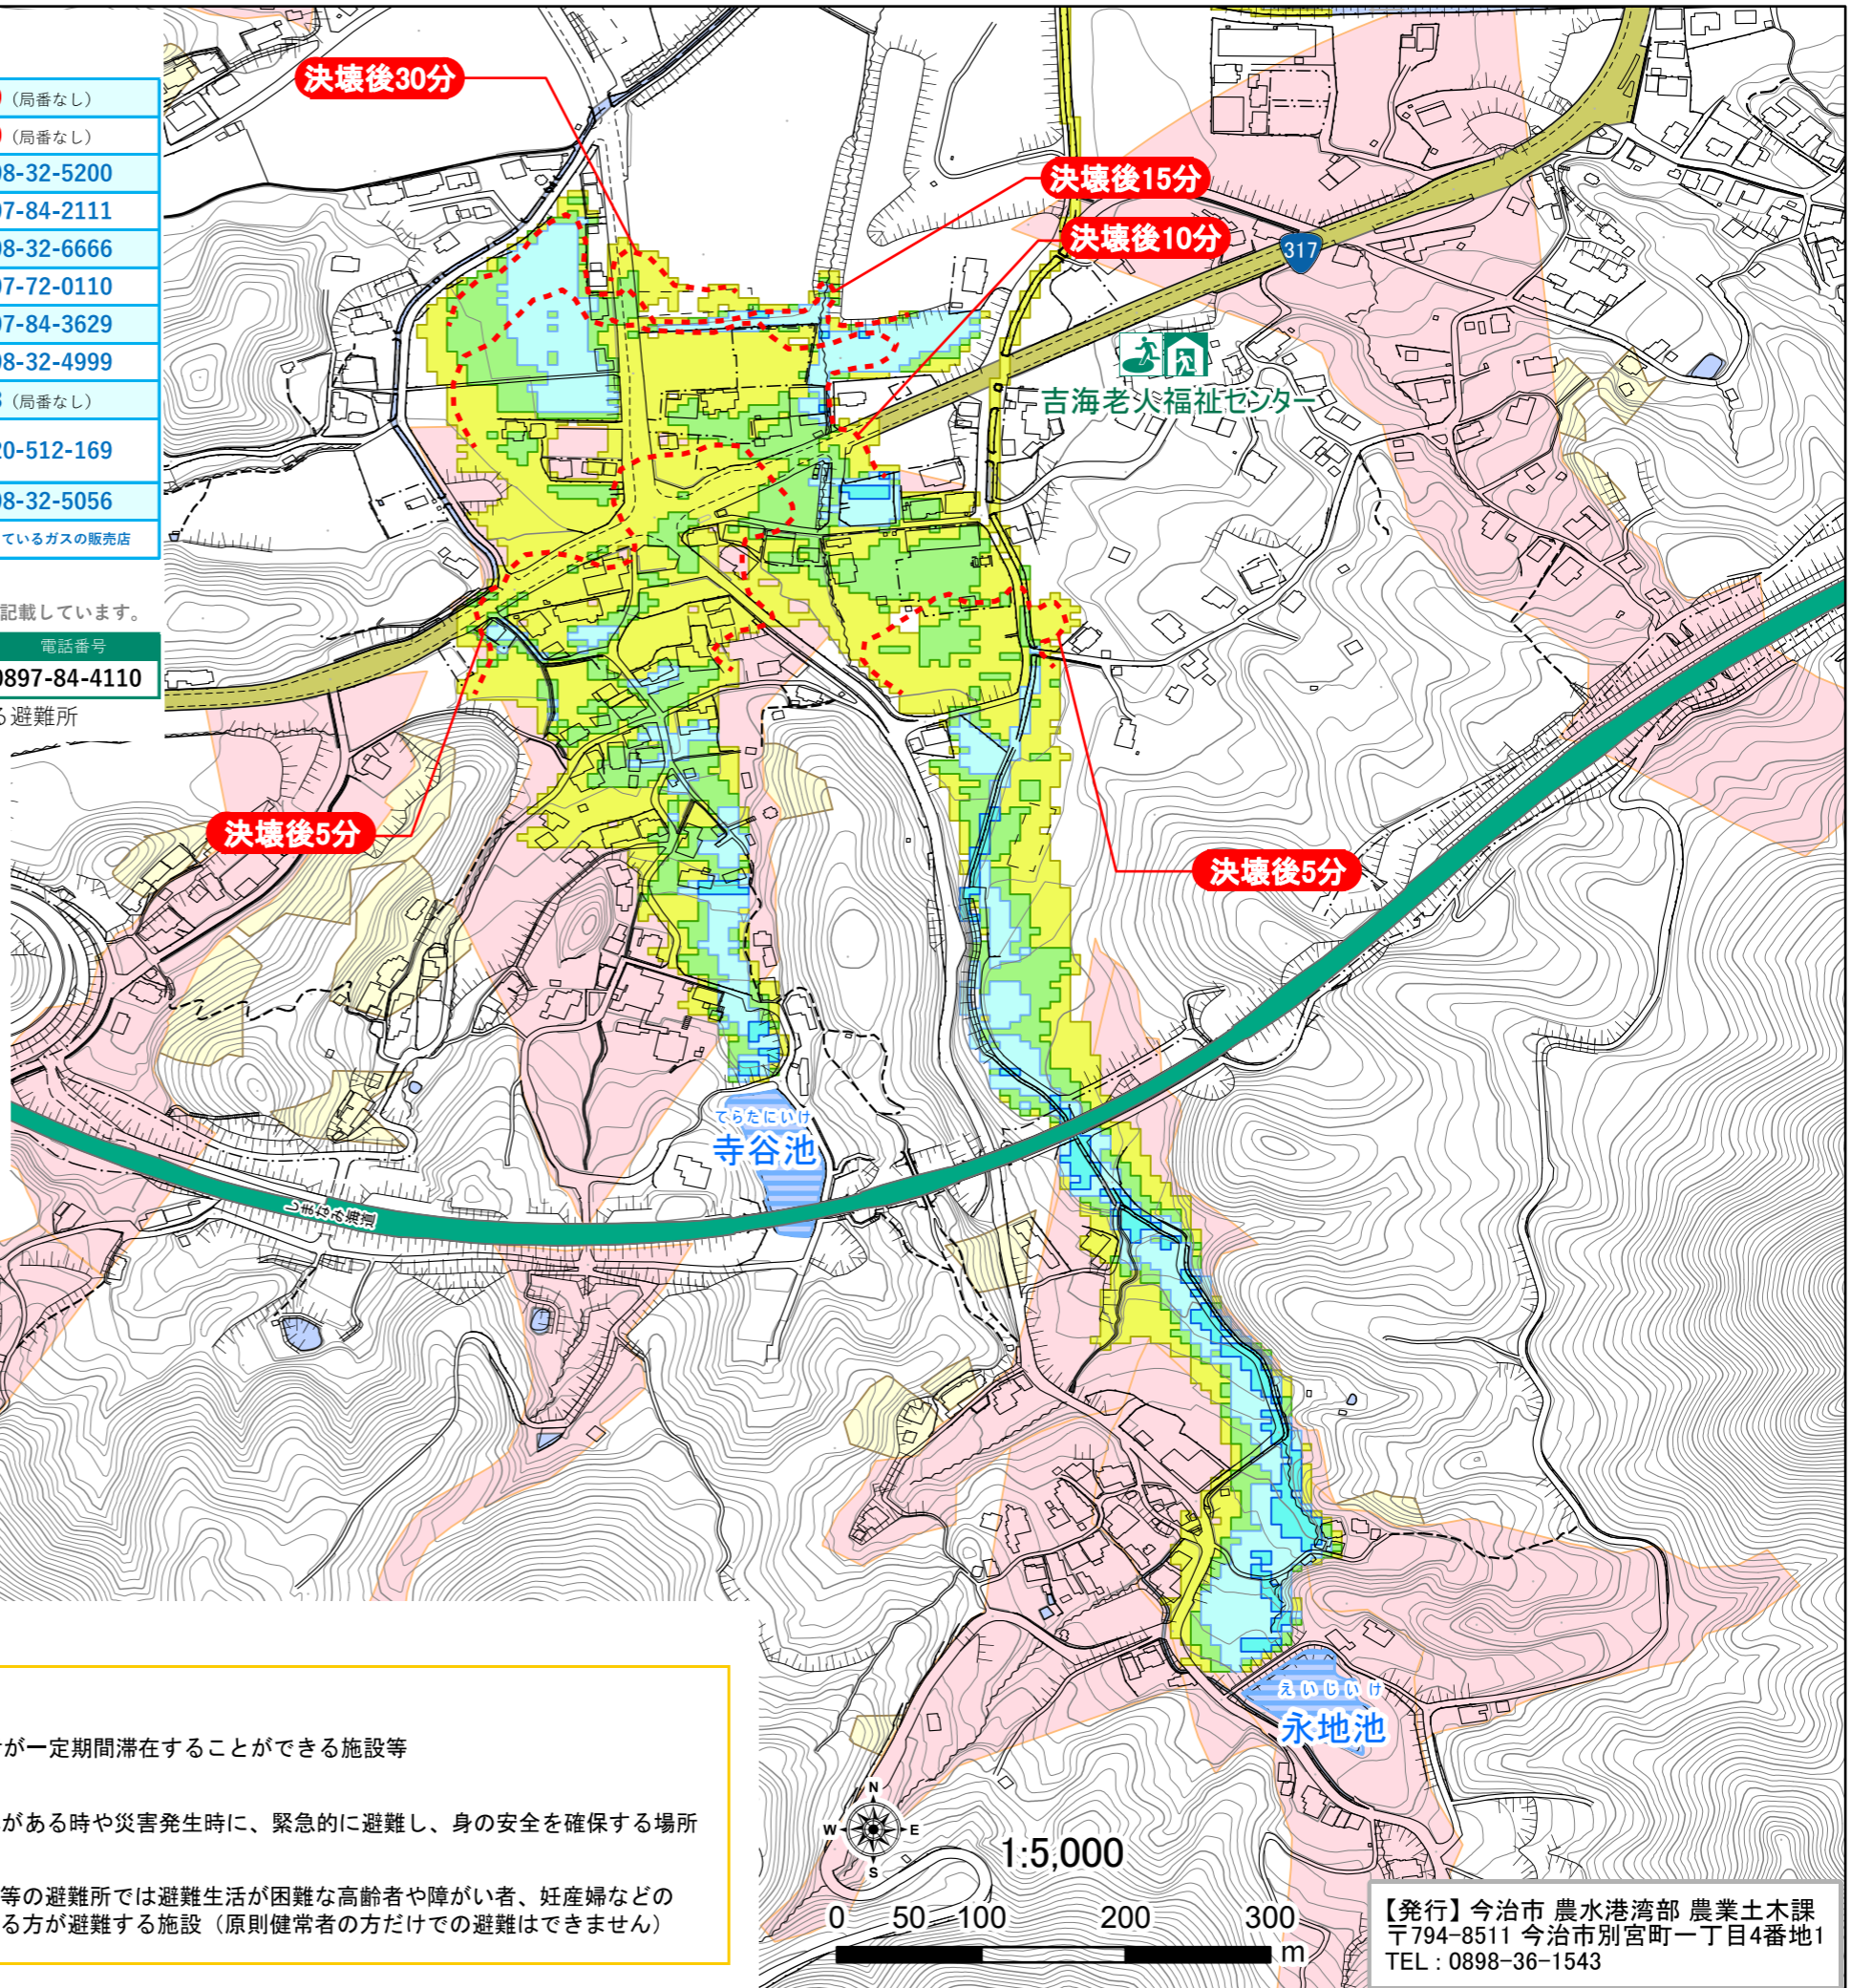 (局番なし)
(局番なし)
98-32-5200
97-84-2111
98-32-6666
97-72-0110
97-84-3629
98-32-4999
(局番なし)
20-512-169
98-32-5056
ているガスの販売店
記載しています。
電話番号
0897-84-4110
る避難所
決壊後30分
決壊後15分
決壊後10分
317
吉海老人福祉センター
決壊後5分
決壊後5分
てらたにいけ
寺谷池
しまなみ海道
えいじいけ
永地池
が一定期間滞在することができる施設等
がある時や災害発生時に、緊急的に避難し、身の安全を確保する場所
等の避難所では避難生活が困難な高齢者や障がい者、妊産婦などの
る方が避難する施設(原則健常者の方だけでの避難はできません)
N
W E
S
1:5,000
0 50 100 200 300
m
【発行】今治市 農水港湾部 農業土木課
〒794-8511 今治市別宮町一丁目4番地1
TEL : 0898-36-1543